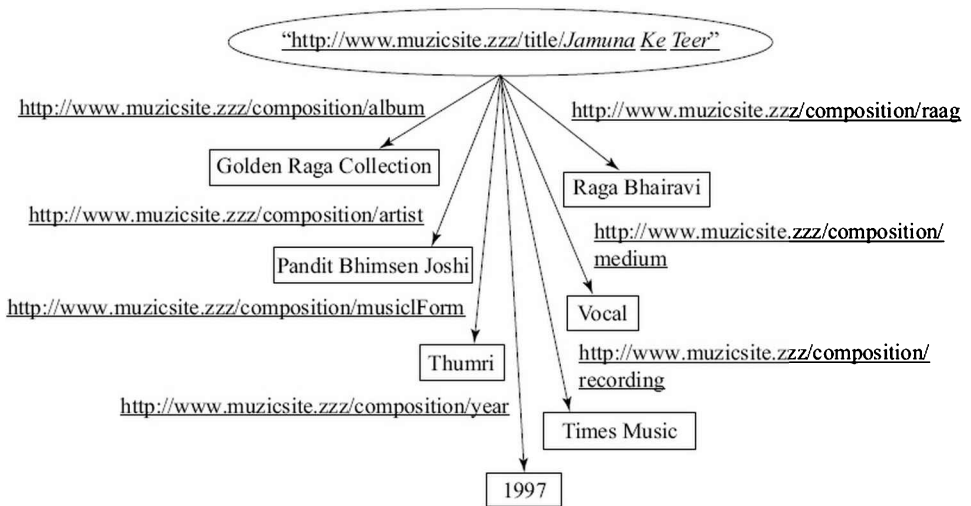 “http://www.muzicsite.zzz/title/Jamuna Ke Teer”
http://www.muzicsite.zzz/composition/album
http://www.muzicsite.zzz/composition/raag
Golden Raga Collection
Raga Bhairavi
http://www.muzicsite.zzz/composition/artist
http://www.muzicsite.zzz/composition/
medium
Pandit Bhimsen Joshi
Vocal
http://www.muzicsite.zzz/composition/musiclForm
http://www.muzicsite.zzz/composition/
recording
Thumri
http://www.muzicsite.zzz/composition/year
Times Music
1997